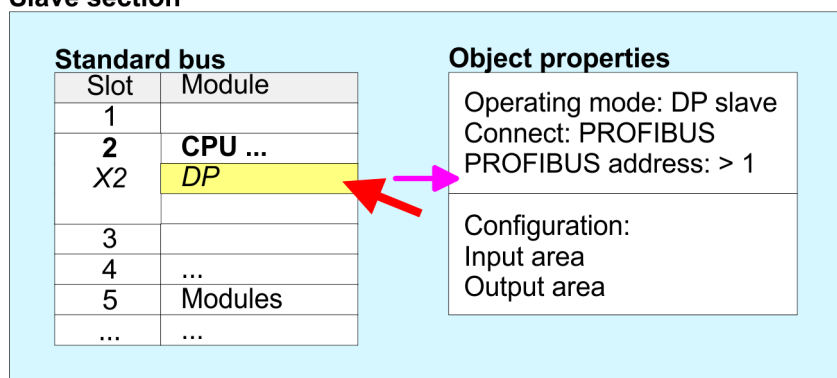 Slave section
Standard bus
Slot Module
1
2 CPU ...
X2 DP
3
4 ...
5 Modules
... ...
Object properties
Operating mode: DP slave
Connect: PROFIBUS
PROFIBUS address: > 1
Configuration:
Input area
Output area